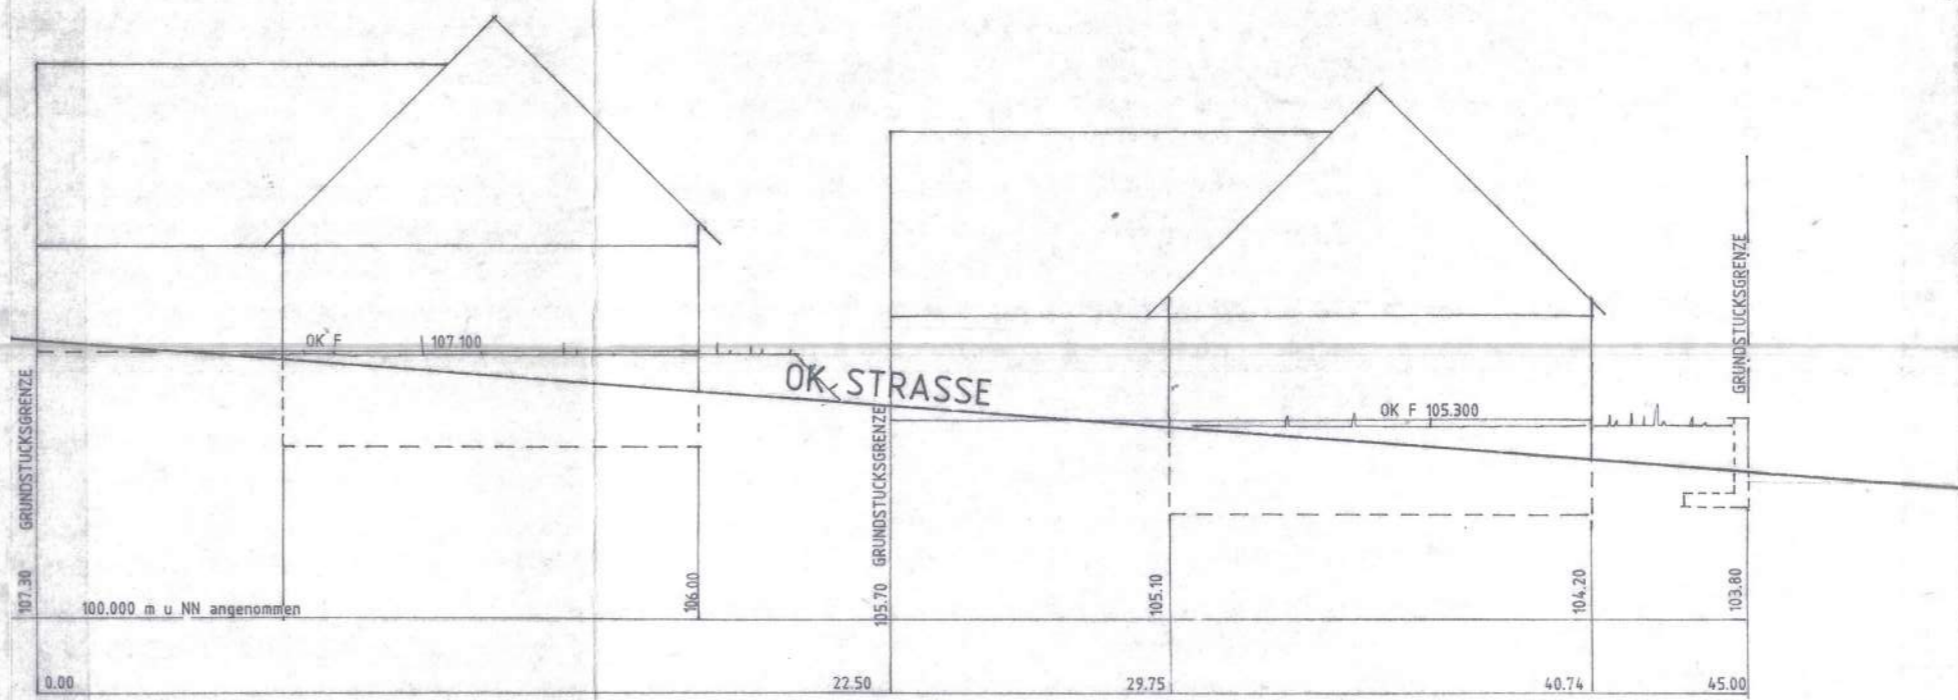 OK F 107.100
OK STRASSE
OK F 105.300
GRUNDSTUCKSGRENZE
GRUNDSTUCKSGRENZE
GRUNDSTUCKSGRENZE
107.30
106.00
105.70
105.10
104.20
103.80
100.000 m u NN angenommen
0.00
22.50
29.75
40.74
45.00